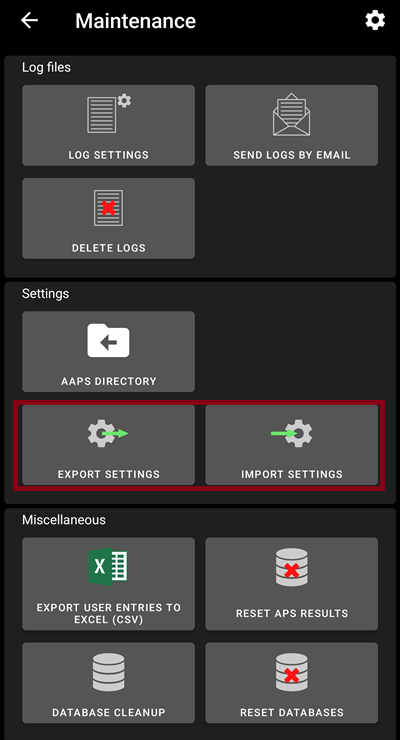 Maintenance
Log files
LOG SETTINGS
SEND LOGS BY EMAIL
DELETE LOGS
Settings
AAPS DIRECTORY
EXPORT SETTINGS
IMPORT SETTINGS
Miscellaneous
X
EXPORT USER ENTRIES TO
EXCEL (CSV)
RESET APS RESULTS
DATABASE CLEANUP
RESET DATABASES